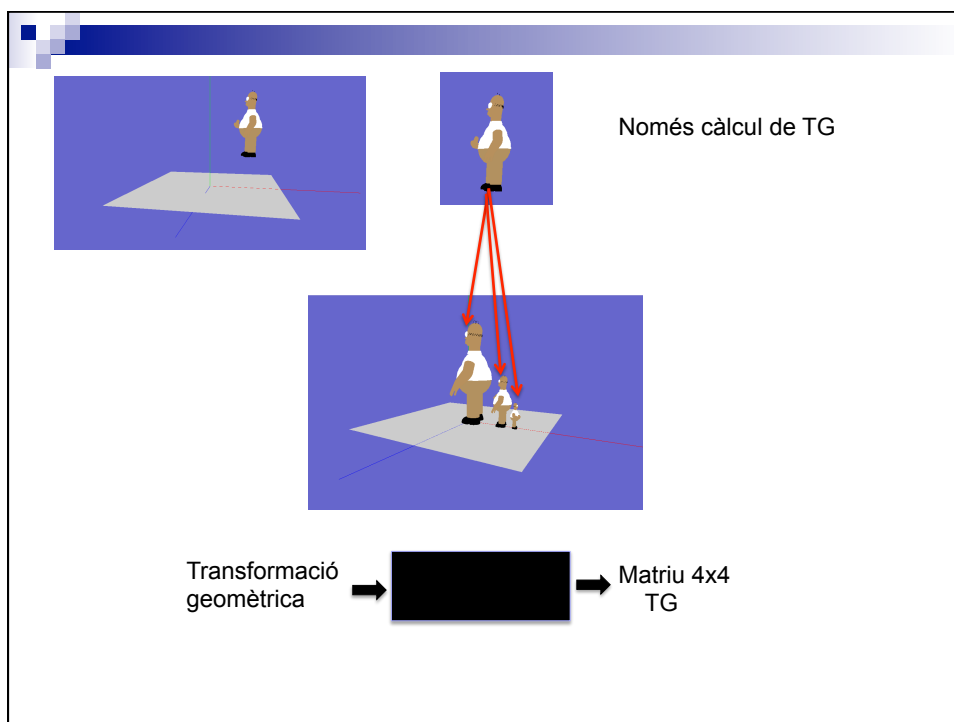 Només càlcul de TG
Transformació
geomètrica
Matriu 4x4
TG